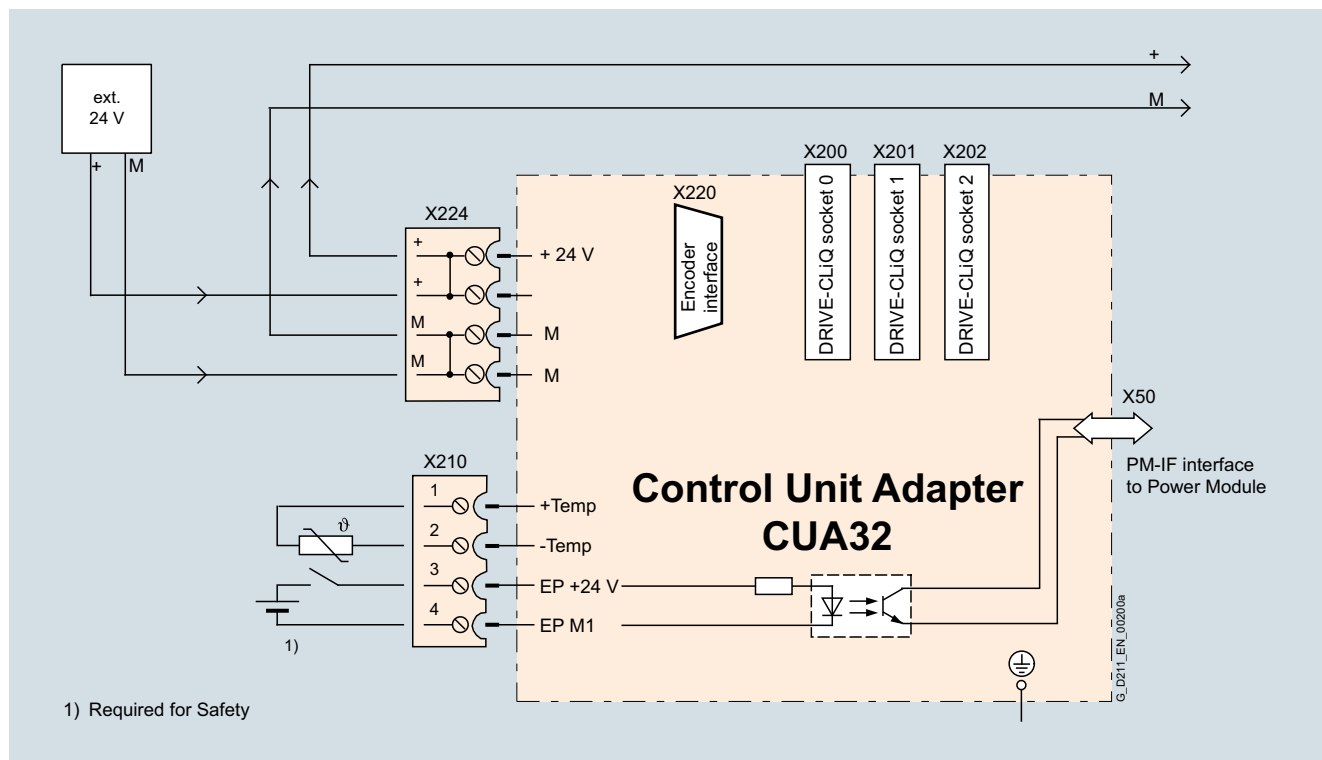 +
M
ext.
24 V
+ M
X200 X201 X202
X220
X224
DRIVE-CLiQ socket 0
DRIVE-CLiQ socket 1
DRIVE-CLiQ socket 2
Encoder
interface
+
+ 24 V
+
M
M
M
M
X50
PM-IF interface
to Power Module
X210
Control Unit Adapter
CUA32
1
+Temp
ϑ
2
-Temp
3
EP +24 V
4
EP M1
1)
G_D211_EN_00200a
1) Required for Safety